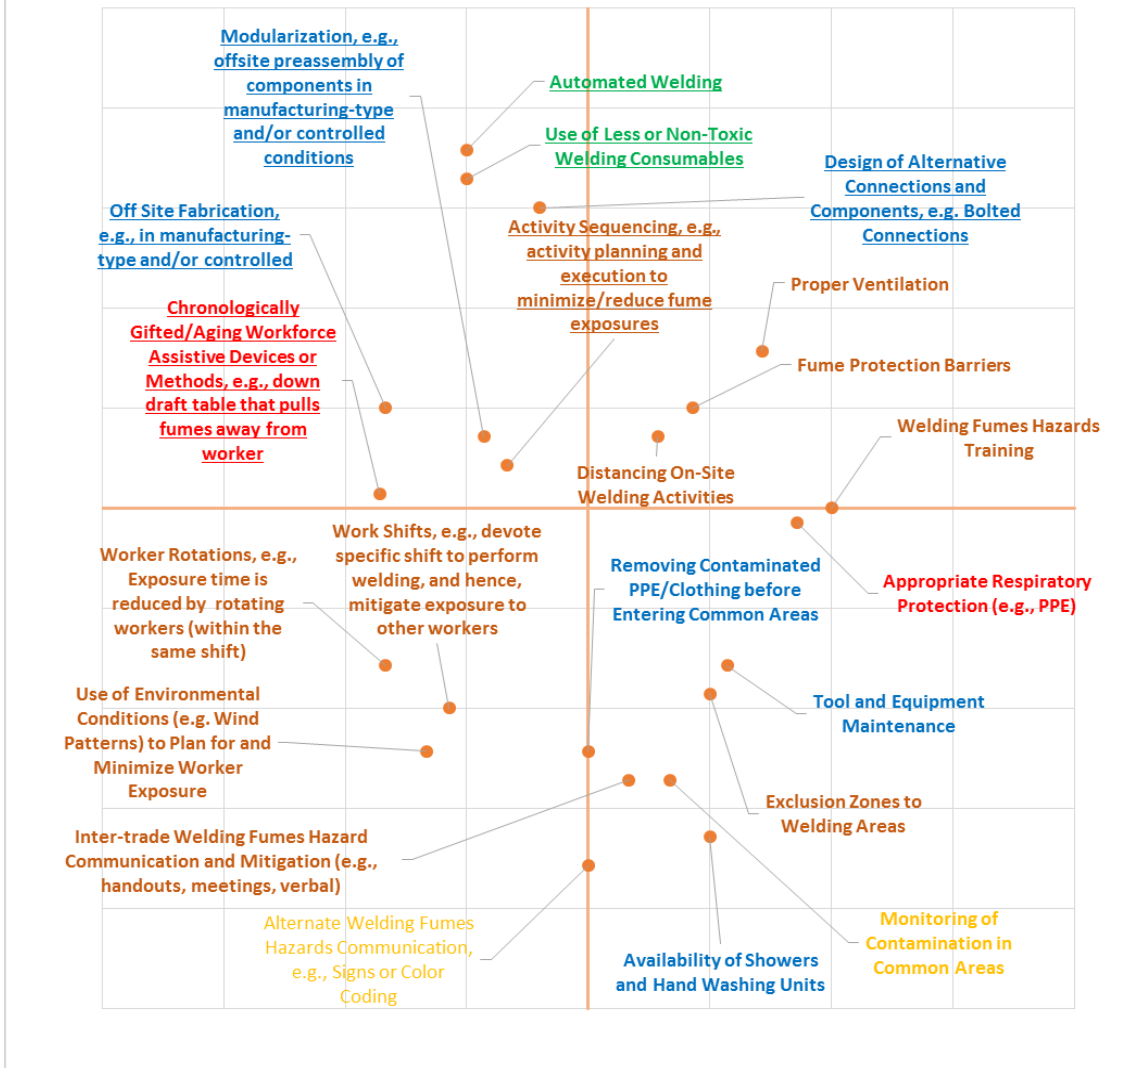 Modularization, e.g.,
offsite preassembly of
components in
manufacturing-type
and/or controlled
conditions
Automated Welding
Use of Less or Non-Toxic
Welding Consumables
Design of Alternative
Connections and
Components, e.g. Bolted
Connections
Off Site Fabrication,
e.g., in manufacturing-
type and/or controlled
Activity Sequencing, e.g.,
activity planning and
execution to
minimize/reduce fume
exposures
Proper Ventilation
Chronologically
Gifted/Aging Workforce
Assistive Devices or
Methods, e.g., down
draft table that pulls
fumes away from
worker
Fume Protection Barriers
Welding Fumes Hazards
Training
Distancing On-Site
Welding Activities
Work Shifts, e.g., devote
specific shift to perform
welding, and hence,
mitigate exposure to
other workers
Worker Rotations, e.g.,
Exposure time is
reduced by  rotating
workers (within the
same shift)
Removing Contaminated
PPE/Clothing before
Entering Common Areas
Appropriate Respiratory
Protection (e.g., PPE)
Use of Environmental
Conditions (e.g. Wind
Patterns) to Plan for and
Minimize Worker
Exposure
Tool and Equipment
Maintenance
Exclusion Zones to
Welding Areas
Inter-trade Welding Fumes Hazard
Communication and Mitigation (e.g.,
handouts, meetings, verbal)
Alternate Welding Fumes
Hazards Communication,
e.g., Signs or Color
Coding
Availability of Showers
and Hand Washing Units
Monitoring of
Contamination in
Common Areas